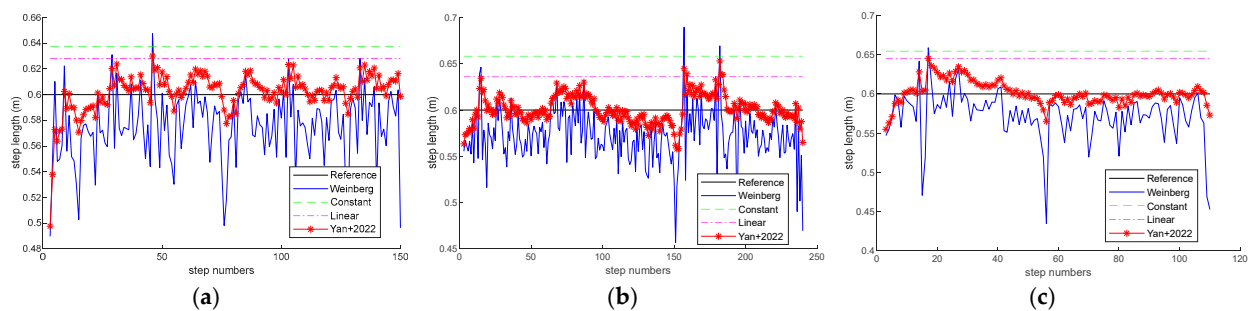 0.66
0.64
0.62
0.6
0.58
0.56
0.54
0.52
0.5
0.48
step length (m)
0
50
100
150
step numbers
Reference
Weinberg
Constant
Linear
Yan+2022
(a)
0.7
0.65
0.6
0.55
0.5
0.45
step length (m)
0
50
100
150
200
250
step numbers
Reference
Weinberg
Constant
Linear
Yan+2022
(b)
0.7
0.65
0.6
0.55
0.5
0.45
0.4
step length (m)
0
20
40
60
80
100
120
step numbers
Reference
Weinberg
Constant
Linear
Yan+2022
(c)